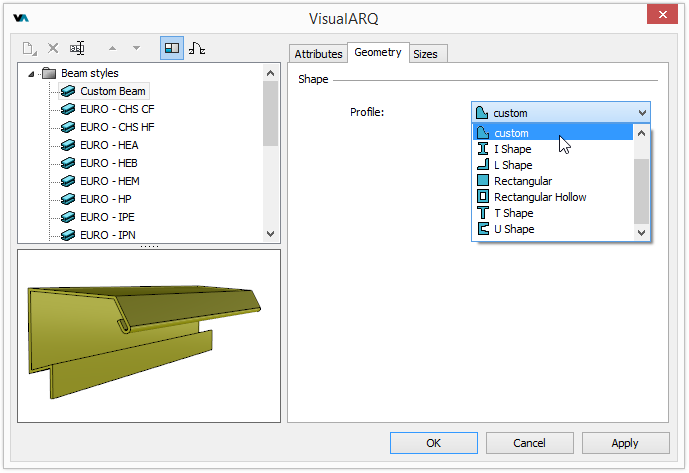 VisualARQ
Beam styles
Custom Beam
EURO - CHS CF
EURO - CHS HF
EURO - HEA
EURO - HEB
EURO - HEM
EURO - HP
EURO - IPE
EURO - IPN
Attributes Geometry Sizes
Shape
Profile: custom
custom
I Shape
L Shape
Rectangular
Rectangular Hollow
T Shape
U Shape
OK Cancel Apply